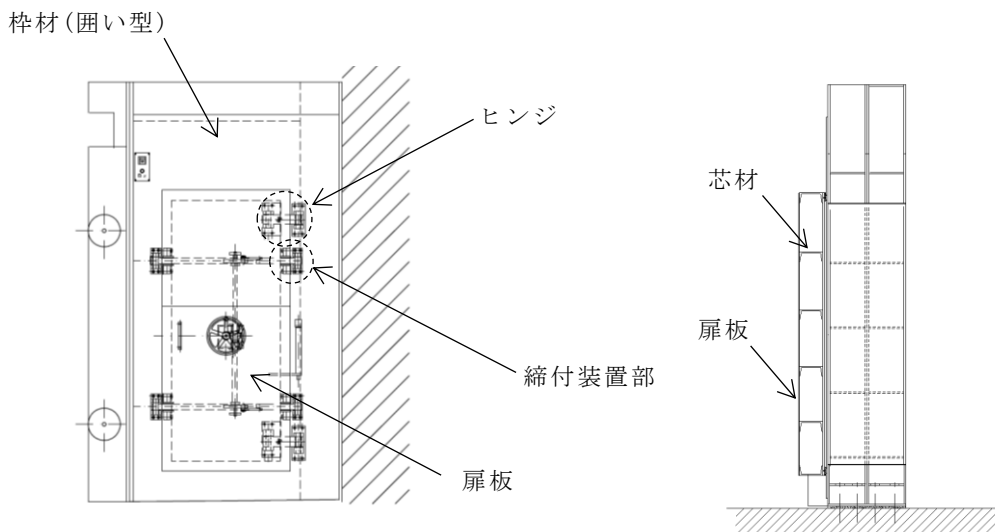 枠材(囲い型)
ヒンジ
締付装置部
扉板
芯材
扉板